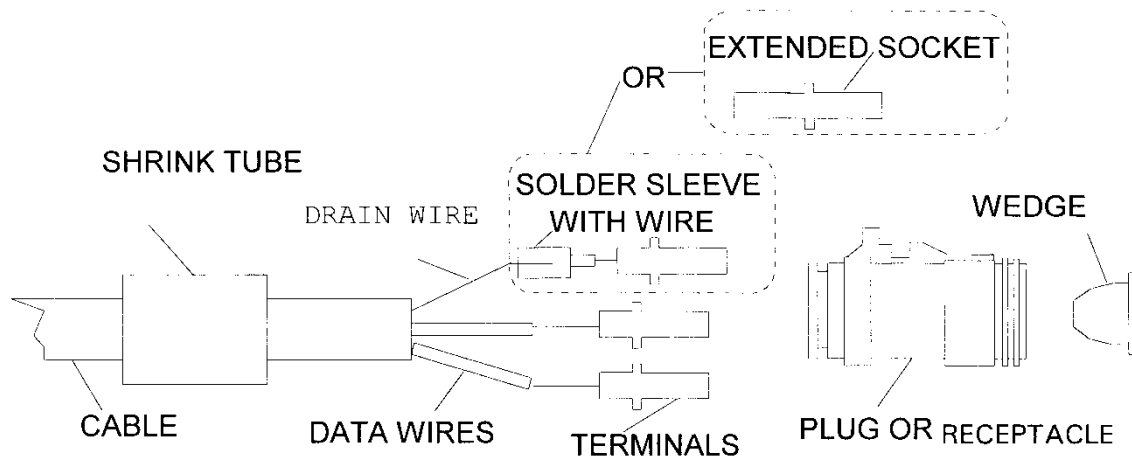 EXTENDED SOCKET
OR
SHRINK TUBE
SOLDER SLEEVE
WITH WIRE
DRAIN WIRE
WEDGE
CABLE
DATA WIRES
TERMINALS
PLUG OR RECEPTACLE